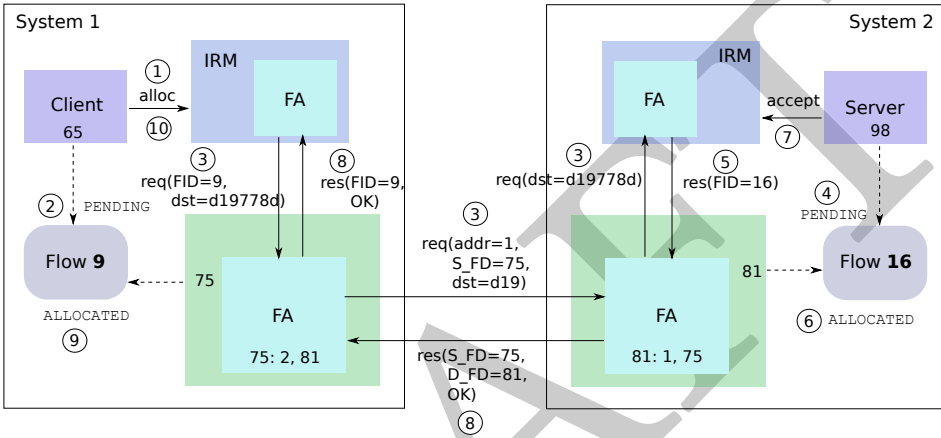 System 1
System 2
IRM
FA
1
alloc
10
Client
65
3
req(FID=9,
dst=d19778d)
8
res(FID=9,
OK)
2
PENDING
Flow 9
ALLOCATED
9
75
FA
75: 2, 81
3
req(addr=1,
S_FD=75,
dst=d19)
res(S_FD=75,
D_FD=81,
OK)
8
IRM
FA
accept
7
Server
98
3
req(dst=d19778d)
5
res(FID=16)
4
PENDING
Flow 16
6
ALLOCATED
81
FA
81: 1, 75